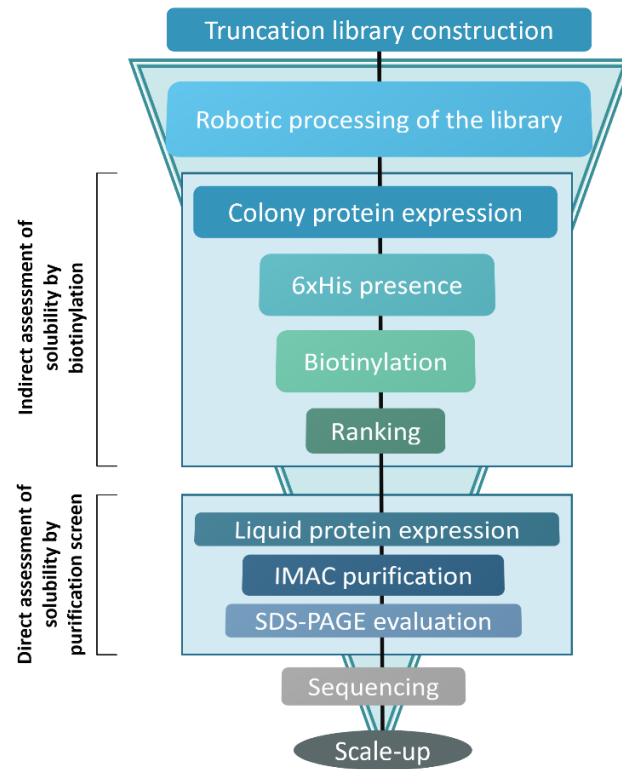 Truncation library construction
Robotic processing of the library
Indirect assessment of
solubility by
biotinylation
Colony protein expression
6xHis presence
Biotinylation
Ranking
Direct assessment of
solubility by
purification screen
Liquid protein expression
IMAC purification
SDS-PAGE evaluation
Sequencing
Scale-up